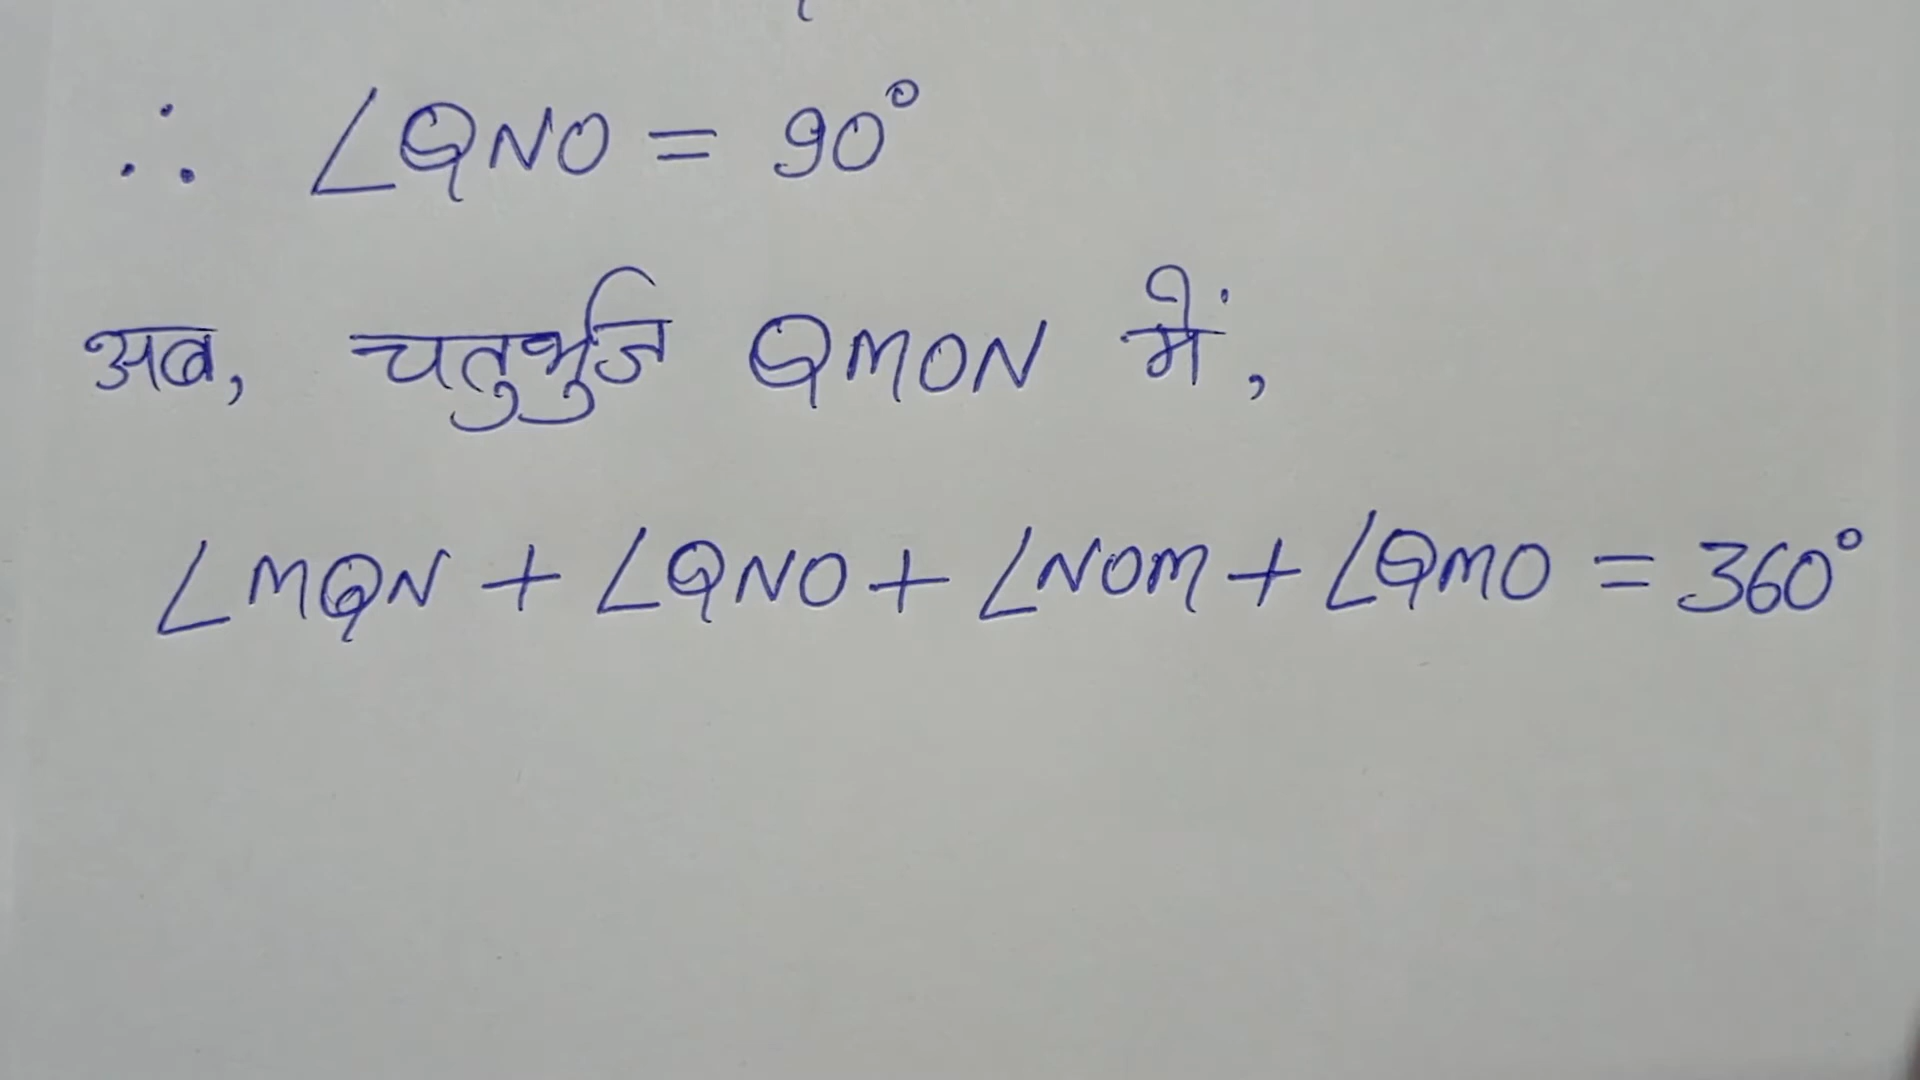 ∴ ∠QNO = 90°
अब, चतुर्भुज QMON में,
∠MQN + ∠QNO + ∠NOM + ∠QMO = 360°